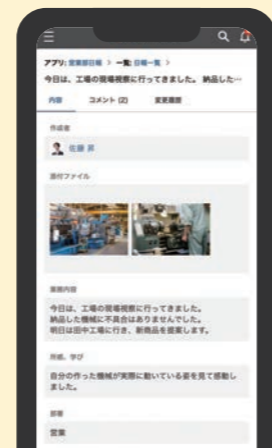 アプリ: 営業部日報 > 一覧: 日報一覧 >
今日は、工場の現場視察に行ってきました。 納品した…
内容 コメント (2) 変更履歴
作成者
佐藤 昇
添付ファイル
業務内容
今日は、工場の現場視察に行ってきました。
納品した機械に不具合はありませんでした。
明日は田中工場に行き、新商品を提案します。
所感、学び
自分の作った機械が実際に動いている姿を見て感動し
ました。
部署
営業